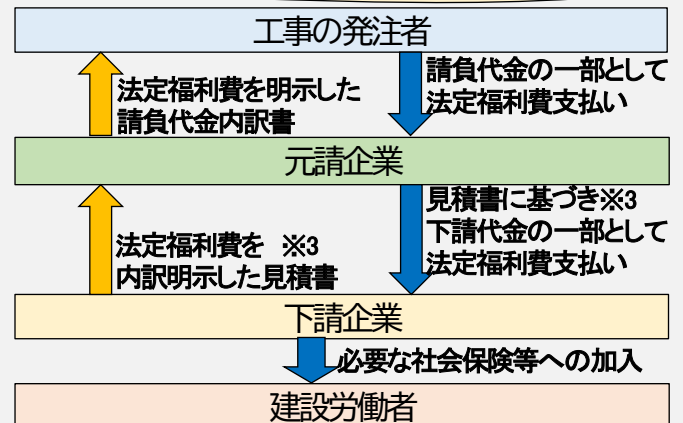 工事の発注者
法定福利費を明示した
請負代金内訳書
請負代金の一部として
法定福利費支払い
元請企業
法定福利費を　※3
内訳明示した見積書
見積書に基づき※3
下請代金の一部として
法定福利費支払い
下請企業
必要な社会保険等への加入
建設労働者